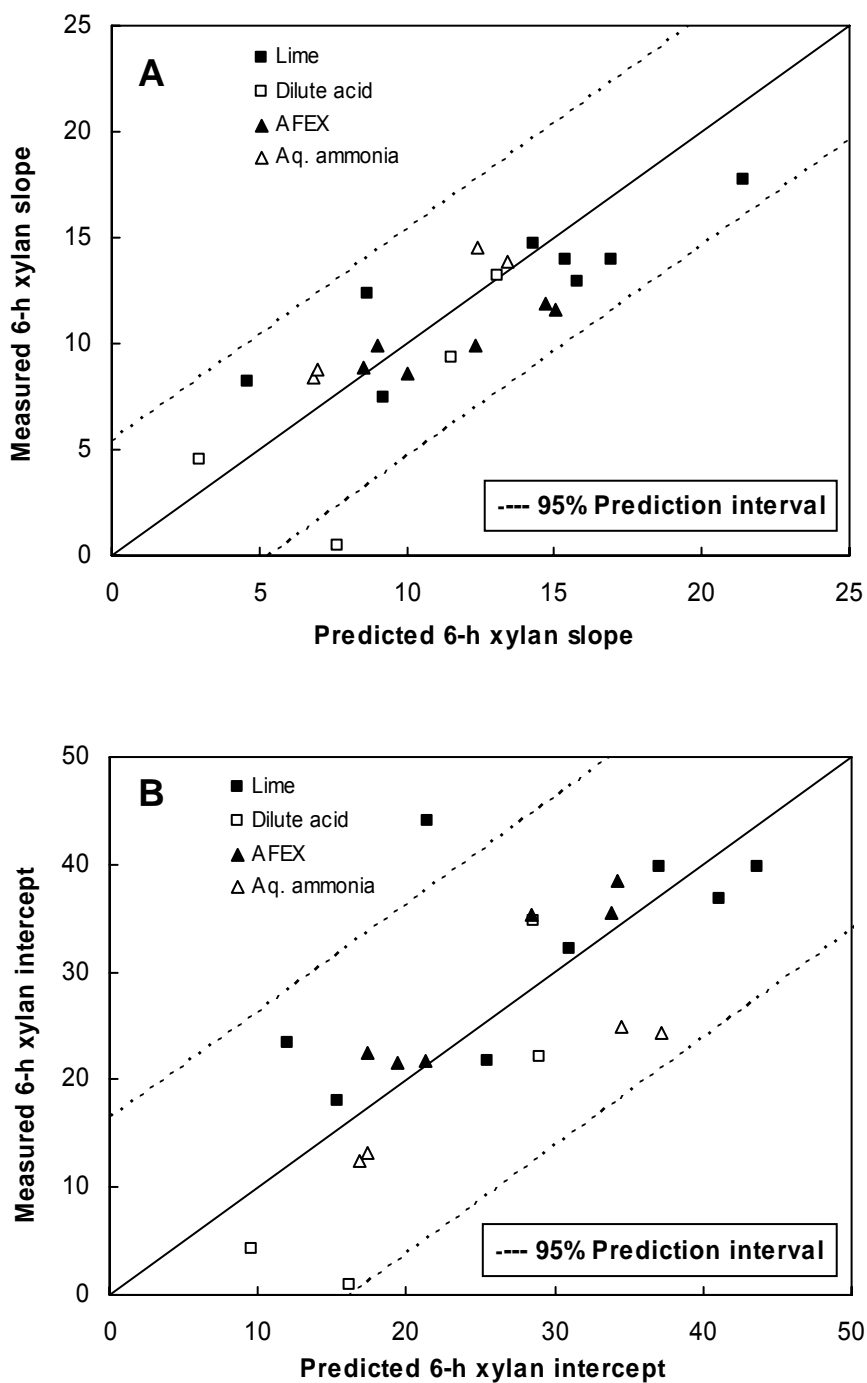 A
Lime
Dilute acid
AFEX
Aq. ammonia
25
20
15
10
5
0
Measured 6-h xylan slope
---- 95% Prediction interval
0 5 10 15 20 25
Predicted 6-h xylan slope
B
Lime
Dilute acid
AFEX
Aq. ammonia
50
40
30
20
10
0
Measured 6-h xylan intercept
---- 95% Prediction interval
0 10 20 30 40 50
Predicted 6-h xylan intercept